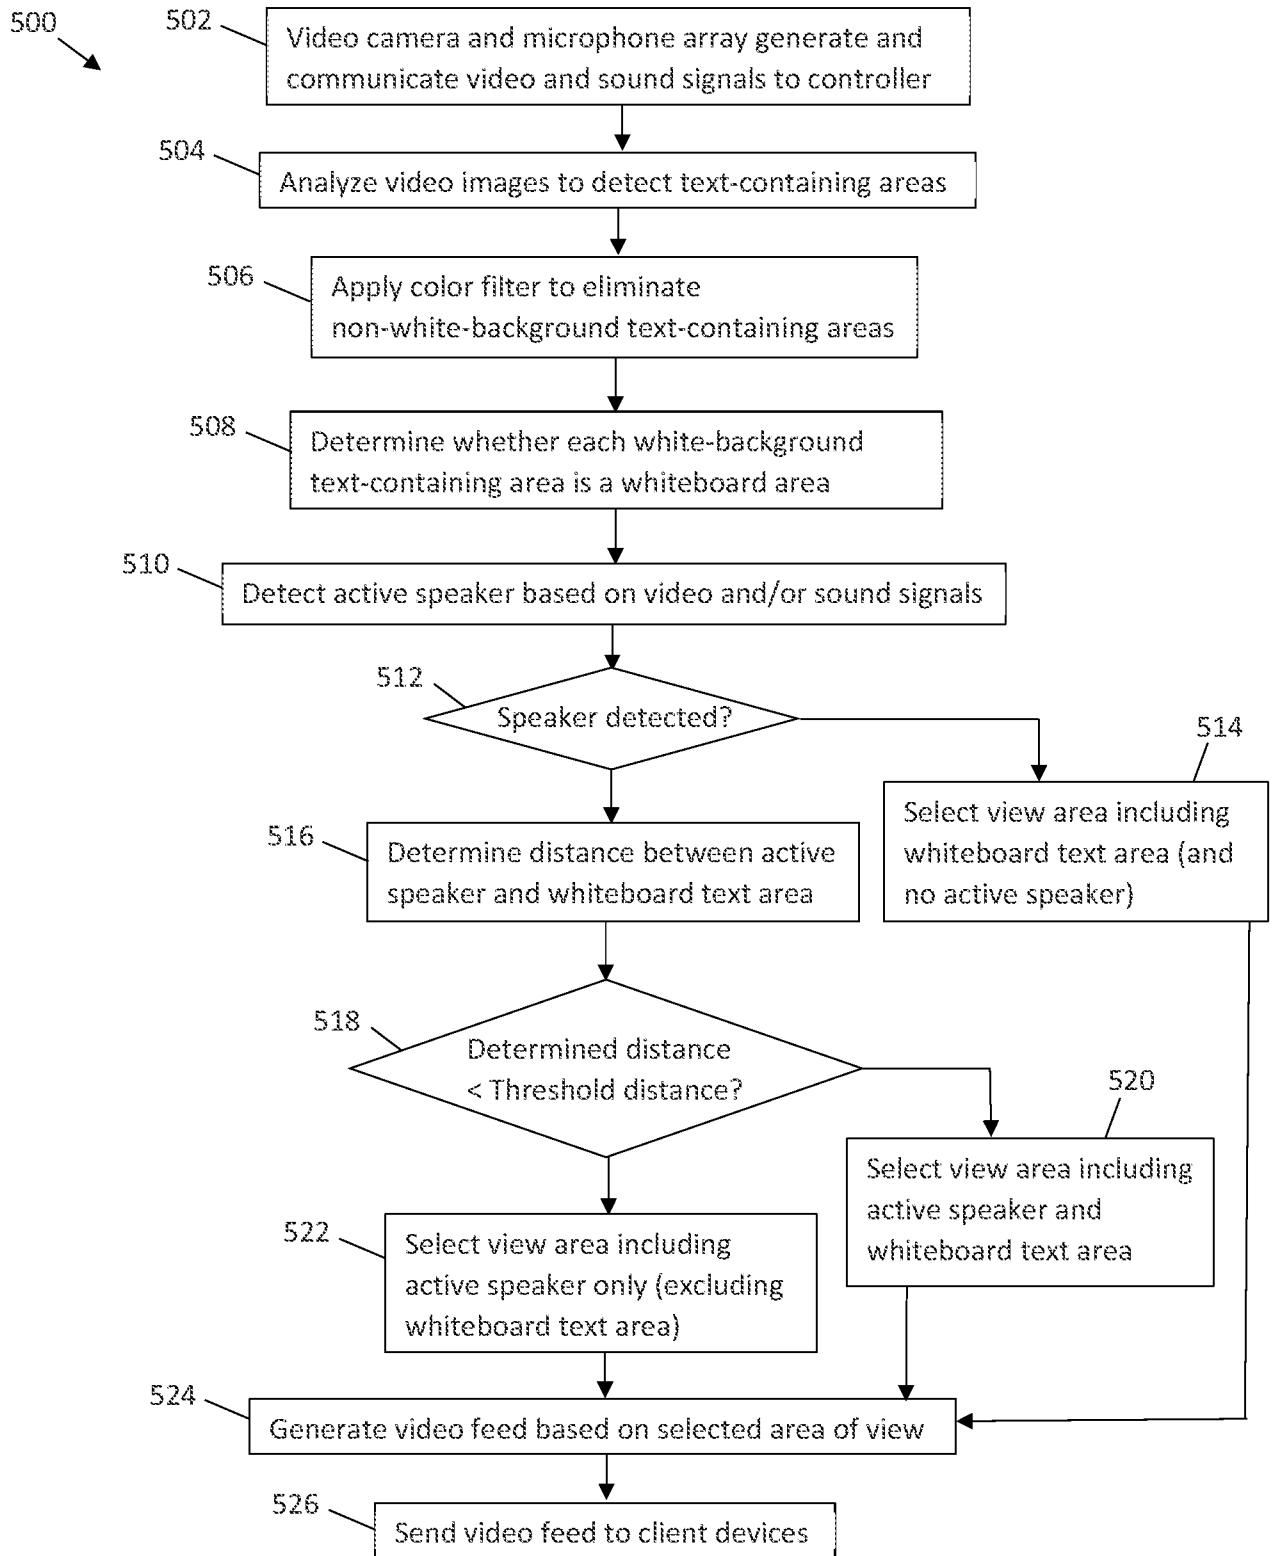 500
502
Video camera and microphone array generate and
communicate video and sound signals to controller
504
Analyze video images to detect text-containing areas
506
Apply color filter to eliminate
non-white-background text-containing areas
508
Determine whether each white-background
text-containing area is a whiteboard area
510
Detect active speaker based on video and/or sound signals
512
Speaker detected?
514
Select view area including
whiteboard text area (and
no active speaker)
516
Determine distance between active
speaker and whiteboard text area
518
Determined distance
< Threshold distance?
520
Select view area including
active speaker and
whiteboard text area
522
Select view area including
active speaker only (excluding
whiteboard text area)
524
Generate video feed based on selected area of view
526
Send video feed to client devices